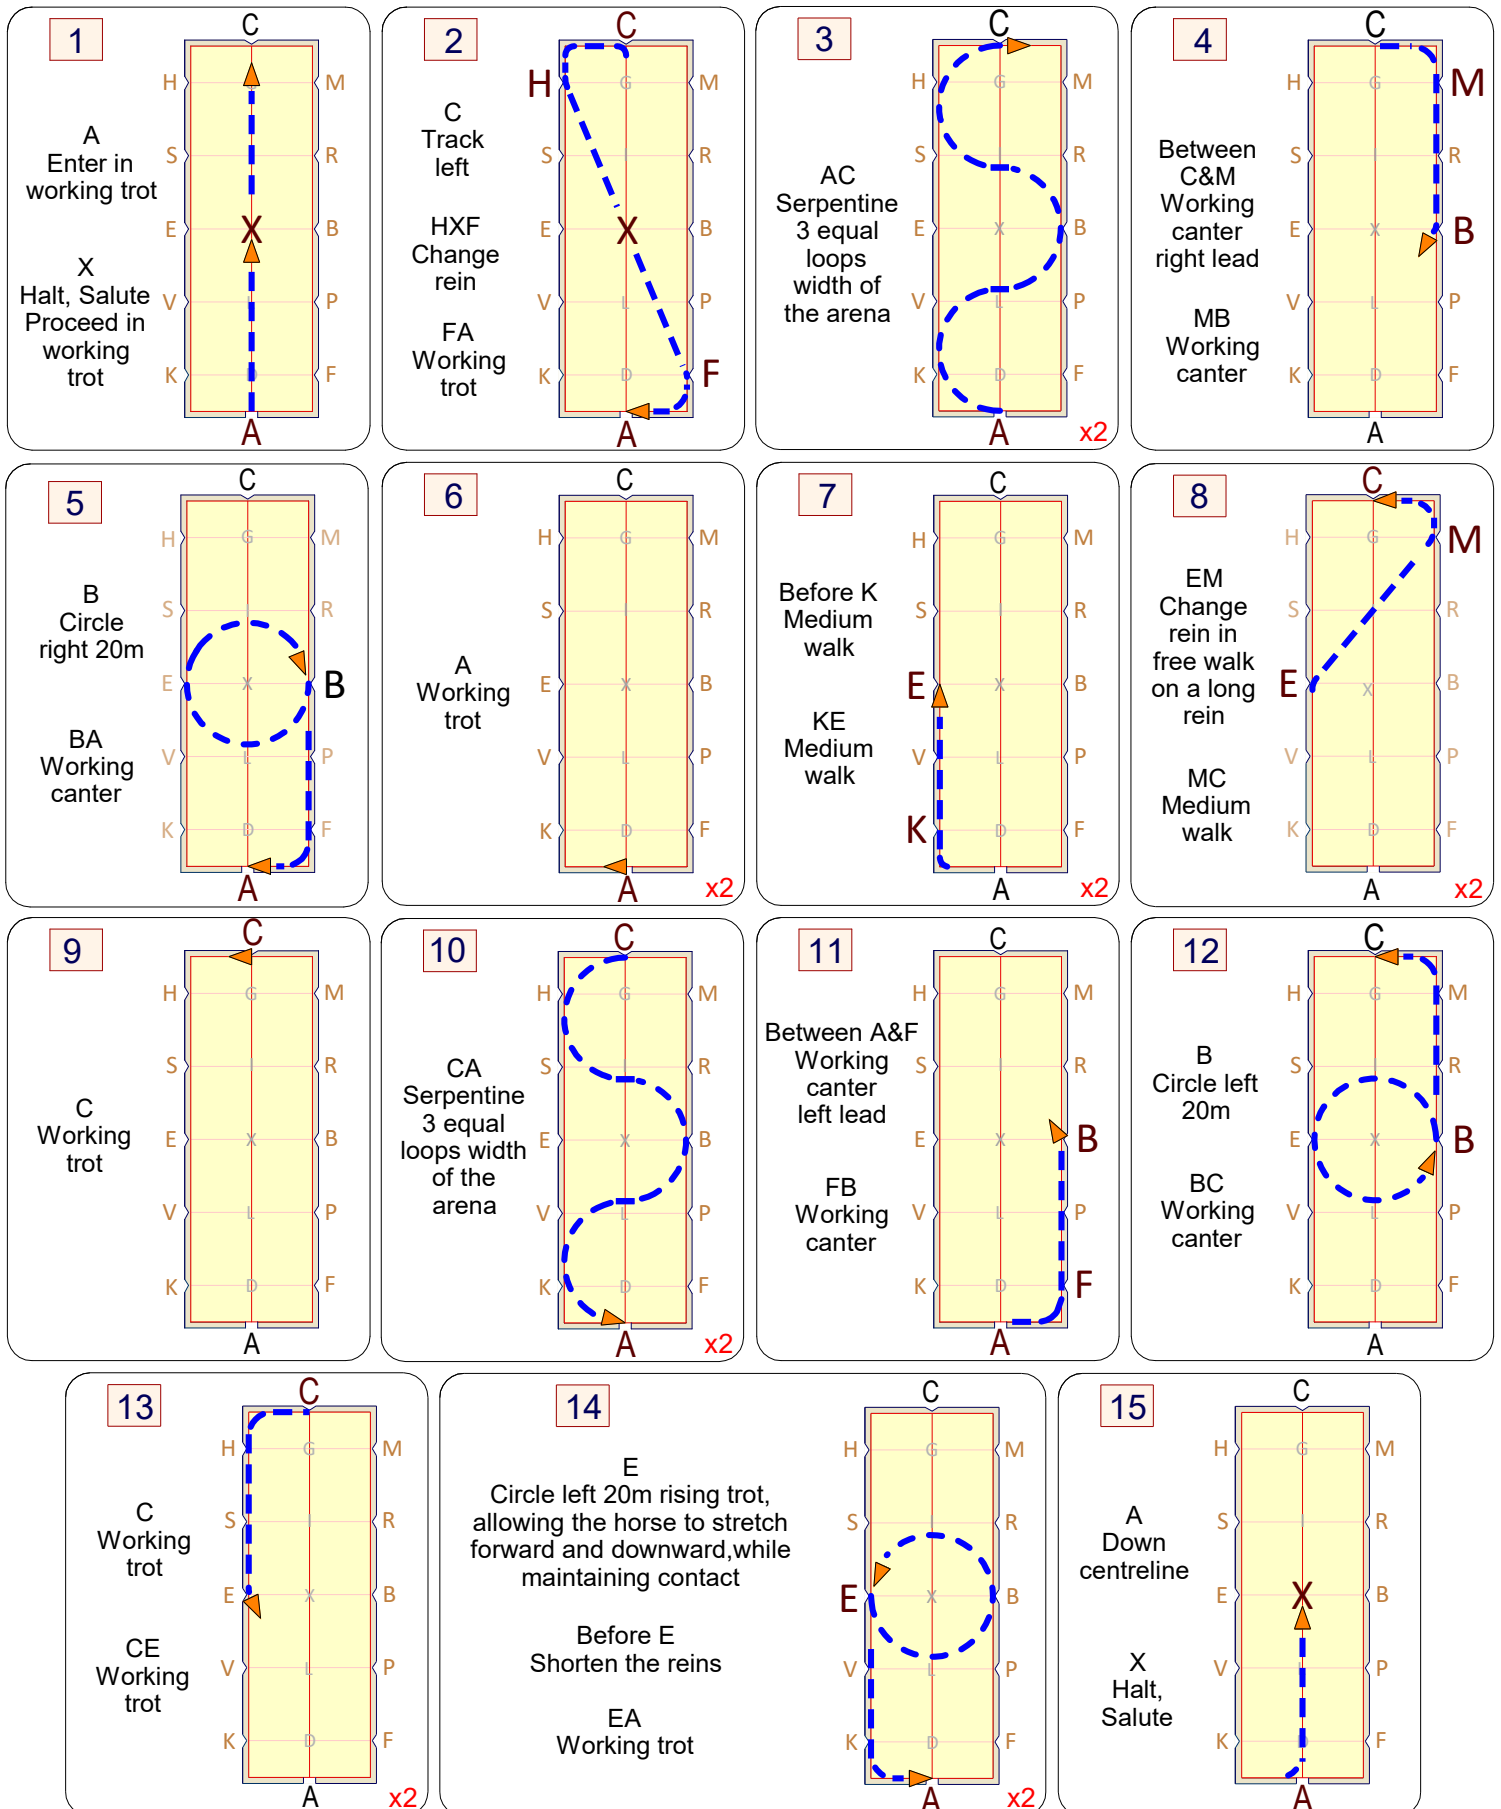 1
A
Enter in
working trot
X
Halt, Salute
Proceed in
working
trot
C
H M
S R
E X B
V L P
K D F
A
2
C
Track
left
HXF
Change
rein
FA
Working
trot
C
H G M
S I R
E X B
V L P
K D F
A
3
AC
Serpentine
3 equal
loops
width of
the arena
C
H G M
S I R
E X B
V L P
K D F
A
x2
4
Between
C&M
Working
canter
right lead
MB
Working
canter
C
H G M
S I R
E X B
V L P
K D F
A
5
B
Circle
right 20m
BA
Working
canter
C
H G M
S I R
E X B
V L P
K D F
A
6
A
Working
trot
C
H G M
S I R
E X B
V L P
K D F
A
x2
7
Before K
Medium
walk
KE
Medium
walk
C
H G M
S I R
E X B
V L P
K D F
A
x2
8
EM
Change
rein in
free walk
on a long
rein
MC
Medium
walk
C
H G M
S R
E X B
V L P
K D F
A
x2
9
C
Working
trot
C
H G M
S I R
E X B
V L P
K D F
A
10
CA
Serpentine
3 equal
loops width
of the
arena
C
H G M
S I R
E X B
V L P
K D F
A
x2
11
Between A&F
Working
canter
left lead
FB
Working
canter
C
H G M
S I R
E X B
V L P
K D F
A
12
B
Circle left
20m
BC
Working
canter
C
H G M
S I R
E X B
V L P
K D F
A
13
C
Working
trot
CE
Working
trot
C
H G M
S I R
E X B
V L P
K D F
A
x2
14
E
Circle left 20m rising trot,
allowing the horse to stretch
forward and downward,while
maintaining contact
Before E
Shorten the reins
EA
Working trot
C
H G M
S I R
E X B
V L P
K D F
A
x2
15
A
Down
centreline
X
Halt,
Salute
C
H G M
S I R
E X B
V P
K D F
A